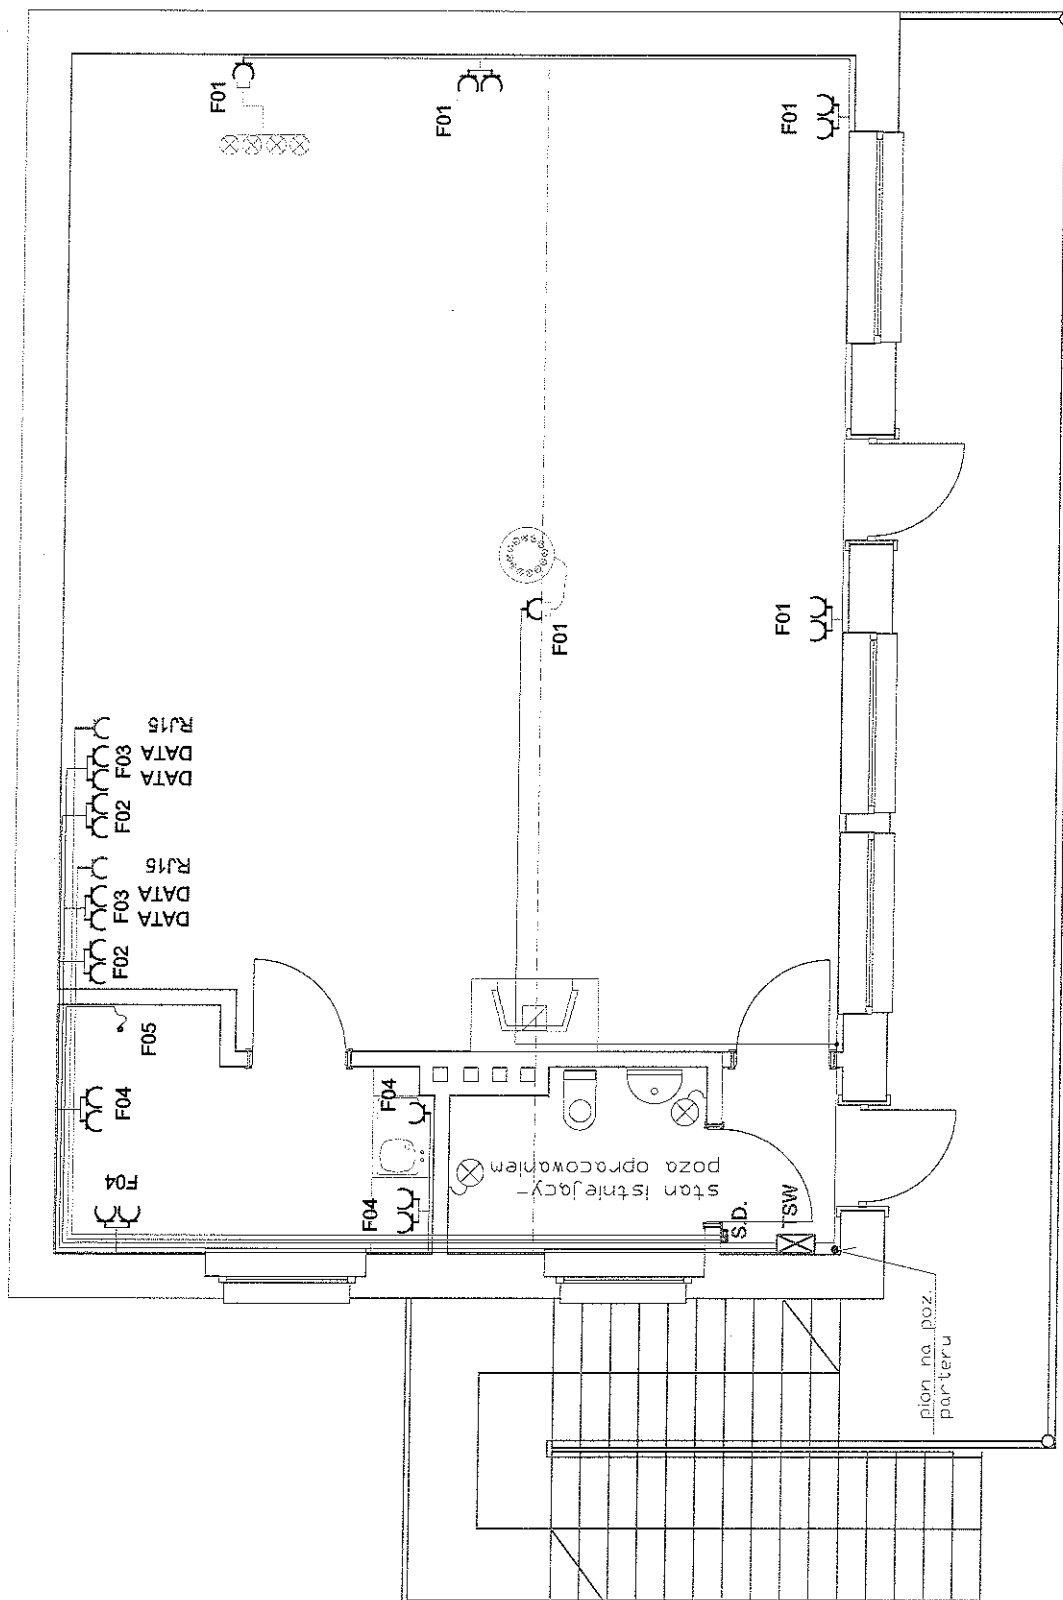 F01
F01
F01
F01
F01
RJ15
DATA
F03
DATA
F02
RJ15
DATA
F03
DATA
F02
F05
F04
F04
F04
F04
stan istniejący-
poza opracowaniem
S.D.
TSW
pion na poz.
parteru